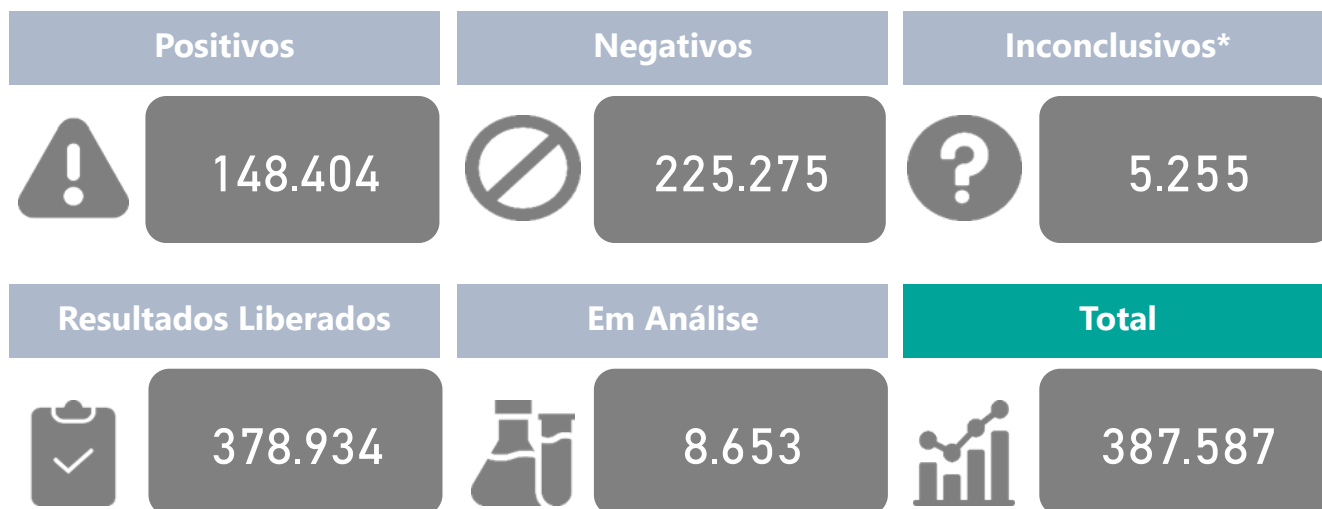 Positivos
Negativos
Inconclusivos*
148.404
225.275
5.255
Resultados Liberados
Em Análise
Total
378.934
8.653
387.587